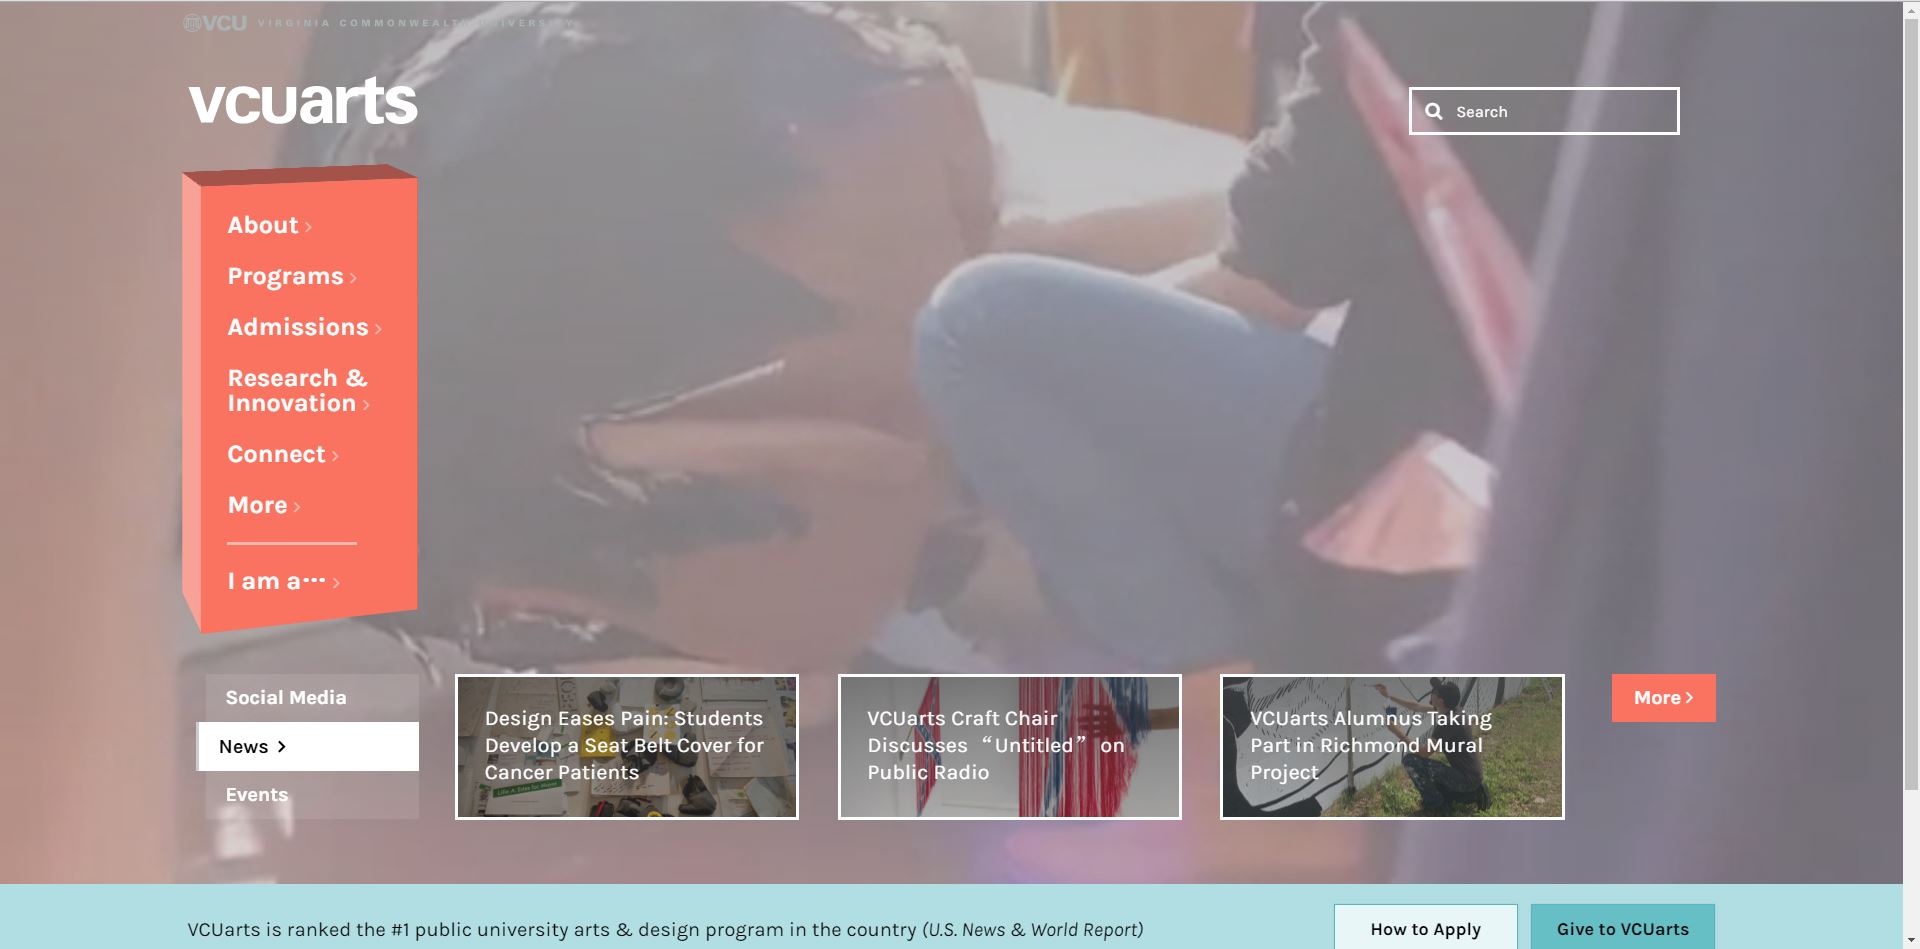 VCU VIRGINIA COMMONWEALTH UNIVERSITY
vcuarts
Search
About
Programs
Admissions
Research &
Innovation
Connect
More
I am a···
Social Media
News
Events
Design Eases Pain: Students
Develop a Seat Belt Cover for
Cancer Patients
VCUarts Craft Chair
Discusses “Untitled” on
Public Radio
VCUarts Alumnus Taking
Part in Richmond Mural
Project
More
VCUarts is ranked the #1 public university arts & design program in the country (U.S. News & World Report)
How to Apply
Give to VCUarts